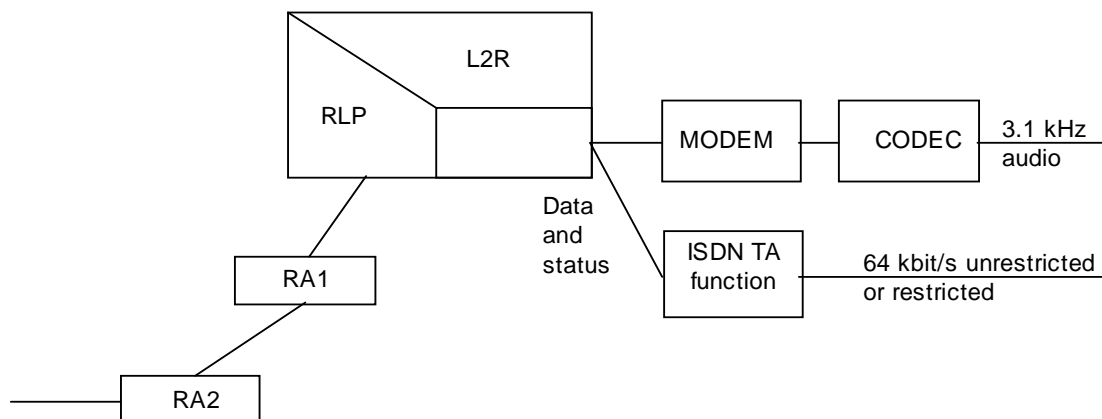 L2R
RLP
MODEM
CODEC
3.1 kHz
audio
Data
and
status
ISDN TA
function
64 kbit/s unrestricted
or restricted
RA1
RA2